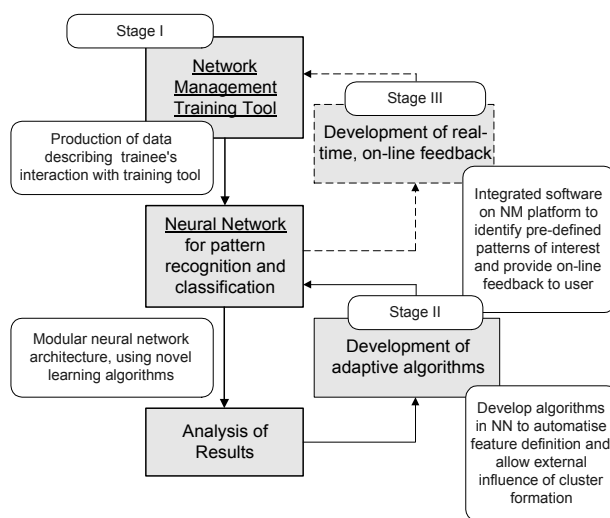 Stage I
Network
Management
Training Tool
Stage III
Development of real-
time, on-line feedback
Production of data
describing trainee's
interaction with training tool
Integrated software
on NM platform to
identify pre-defined
patterns of interest
and provide on-line
feedback to user
Neural Network
for pattern
recognition and
classification
Stage II
Development of
adaptive algorithms
Modular neural network
architecture, using novel
learning algorithms
Develop algorithms
in NN to automatise
feature definition and
allow external
influence of cluster
formation
Analysis of
Results